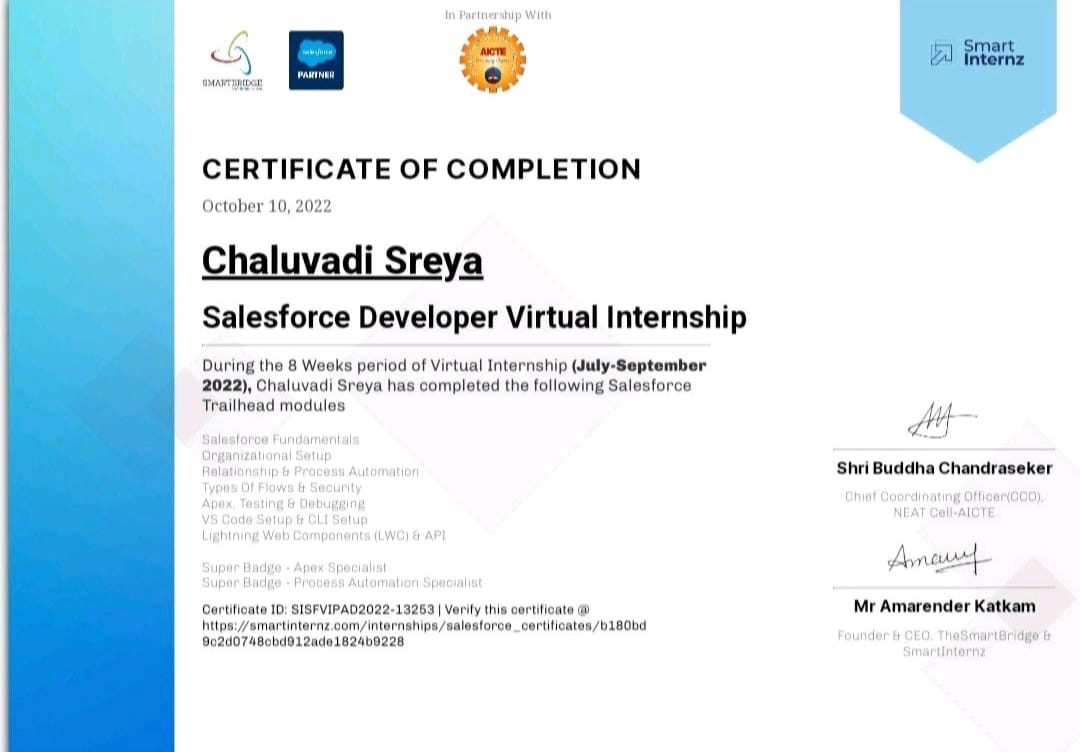 In Partnership With
SMARTBRIDGE
salesforce
PARTNER
AICTE
Smart
Internz
CERTIFICATE OF COMPLETION
October 10, 2022
Chaluvadi Sreya
Salesforce Developer Virtual Internship
During the 8 Weeks period of Virtual Internship (July-September
2022), Chaluvadi Sreya has completed the following Salesforce
Trailhead modules
Salesforce Fundamentals
Organizational Setup
Relationship & Process Automation
Types Of Flows & Security
Apex, Testing & Debugging
VS Code Setup & CLI Setup
Lightning Web Components (LWC) & API
Super Badge - Apex Specialist
Super Badge - Process Automation Specialist
Certificate ID: SISFVIPAD2022-13253 | Verify this certificate @
https://smartinternz.com/internships/salesforce_certificates/b180bd
9c2d0748cbd912ade1824b9228
Shri Buddha Chandraseker
Chief Coordinating Officer(CCO),
NEAT Cell-AICTE
Amary
Mr Amarender Katkam
Founder & CEO, TheSmartBridge &
SmartInternz